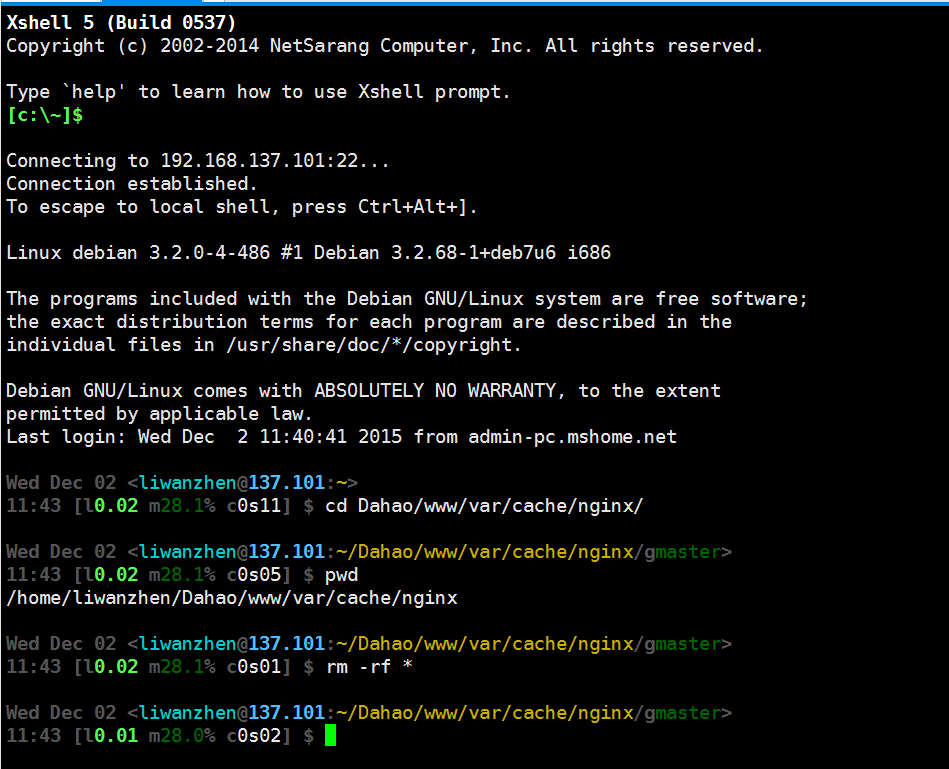 Xshell 5 (Build 0537)
Copyright (c) 2002-2014 NetSarang Computer, Inc. All rights reserved.
Type `help' to learn how to use Xshell prompt.
[c:\~]$
Connecting to 192.168.137.101:22...
Connection established.
To escape to local shell, press Ctrl+Alt+].
Linux debian 3.2.0-4-486 #1 Debian 3.2.68-1+deb7u6 i686
The programs included with the Debian GNU/Linux system are free software;
the exact distribution terms for each program are described in the
individual files in /usr/share/doc/*/copyright.
Debian GNU/Linux comes with ABSOLUTELY NO WARRANTY, to the extent
permitted by applicable law.
Last login: Wed Dec  2 11:40:41 2015 from admin-pc.mshome.net
Wed Dec 02 <liwanzhen@137.101:~>
11:43 [l0.02 m28.1% c0s11] $ cd Dahao/www/var/cache/nginx/
Wed Dec 02 <liwanzhen@137.101:~/Dahao/www/var/cache/nginx/gmaster>
11:43 [l0.02 m28.1% c0s05] $ pwd
/home/liwanzhen/Dahao/www/var/cache/nginx
Wed Dec 02 <liwanzhen@137.101:~/Dahao/www/var/cache/nginx/gmaster>
11:43 [l0.02 m28.1% c0s01] $ rm -rf *
Wed Dec 02 <liwanzhen@137.101:~/Dahao/www/var/cache/nginx/gmaster>
11:43 [l0.01 m28.0% c0s02] $